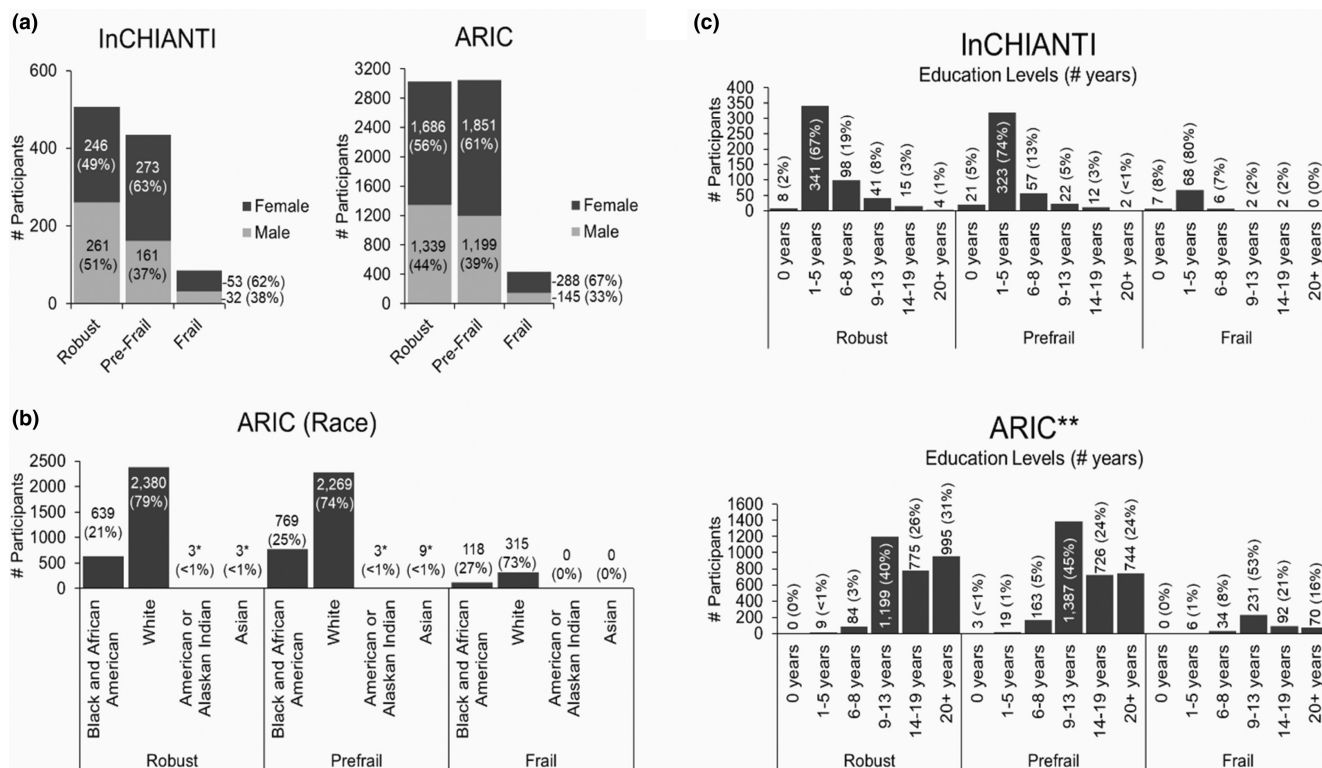 (a)
InCHIANTI
# Participants
600
400
200
0
246
(49%)
261
(51%)
273
(63%)
161
(37%)
-53 (62%)
-32 (38%)
Female
Male
Robust
Pre-Frail
Frail
ARIC
# Participants
3200
2800
2400
2000
1600
1200
800
400
0
1,686
(56%)
1,339
(44%)
1,851
(61%)
1,199
(39%)
-288 (67%)
-145 (33%)
Female
Male
Robust
Pre-Frail
Frail
(b)
ARIC (Race)
# Participants
2500
2000
1500
1000
500
0
639
(21%)
2,380
(79%)
3*
(<1%)
3*
(<1%)
769
(25%)
2,269
(74%)
3*
(<1%)
9*
(<1%)
118
(27%)
315
(73%)
0
(0%)
0
(0%)
Black and African
American
White
American or
Alaskan Indian
Asian
Black and African
American
White
American or
Alaskan Indian
Asian
Black and African
American
White
American or
Alaskan Indian
Asian
Robust
Prefrail
Frail
(c)
InCHIANTI
Education Levels (# years)
# Participants
400
350
300
250
200
150
100
50
0
8 (2%)
341 (67%)
98 (19%)
41 (8%)
15 (3%)
4 (1%)
21 (5%)
323 (74%)
57 (13%)
22 (5%)
12 (3%)
2 (<1%)
7 (8%)
68 (80%)
6 (7%)
2 (2%)
2 (2%)
0 (0%)
0 years
1-5 years
6-8 years
9-13 years
14-19 years
20+ years
0 years
1-5 years
6-8 years
9-13 years
14-19 years
20+ years
0 years
1-5 years
6-8 years
9-13 years
14-19 years
20+ years
Robust
Prefrail
Frail
ARIC**
Education Levels (# years)
# Participants
1600
1400
1200
1000
800
600
400
200
0
0 (0%)
9 (<1%)
84 (3%)
1,199 (40%)
775 (26%)
995 (31%)
3 (<1%)
19 (1%)
163 (5%)
1,387 (45%)
726 (24%)
744 (24%)
0 (0%)
6 (1%)
34 (8%)
231 (53%)
92 (21%)
70 (16%)
0 years
1-5 years
6-8 years
9-13 years
14-19 years
20+ years
0 years
1-5 years
6-8 years
9-13 years
14-19 years
20+ years
0 years
1-5 years
6-8 years
9-13 years
14-19 years
20+ years
Robust
Prefrail
Frail